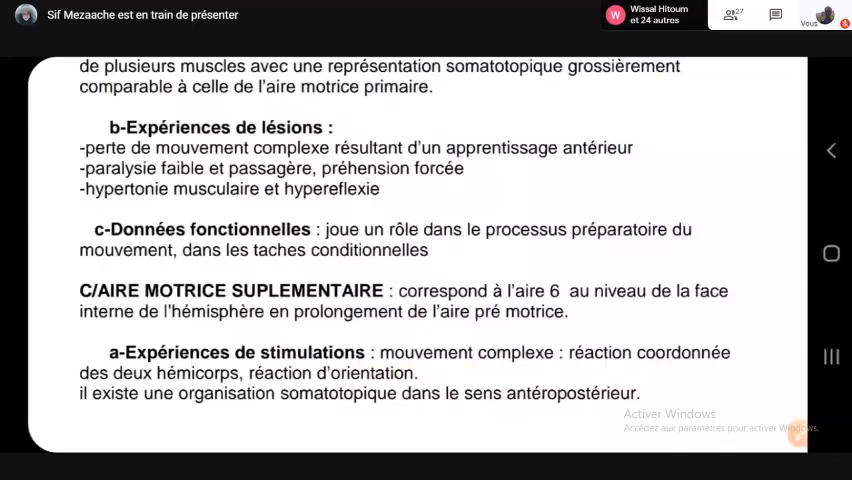 Sif Mezaache est en train de présenter
W
Wissal Hitoum
et 24 autres
27
Vous
de plusieurs muscles avec une représentation somatotopique grossièrement
comparable à celle de l'aire motrice primaire.
b-Expériences de lésions :
-perte de mouvement complexe résultant d'un apprentissage antérieur
-paralysie faible et passagère, préhension forcée
-hypertonie musculaire et hypereflexie
c-Données fonctionnelles : joue un rôle dans le processus préparatoire du
mouvement, dans les taches conditionnelles
C/AIRE MOTRICE SUPLEMENTAIRE : correspond à l'aire 6 au niveau de la face
interne de l'hémisphère en prolongement de l'aire pré motrice.
a-Expériences de stimulations : mouvement complexe : réaction coordonnée
des deux hémicorps, réaction d'orientation.
il existe une organisation somatotopique dans le sens antéropostérieur.
Activer Windows
Accédez aux paramètres pour activer Windows.